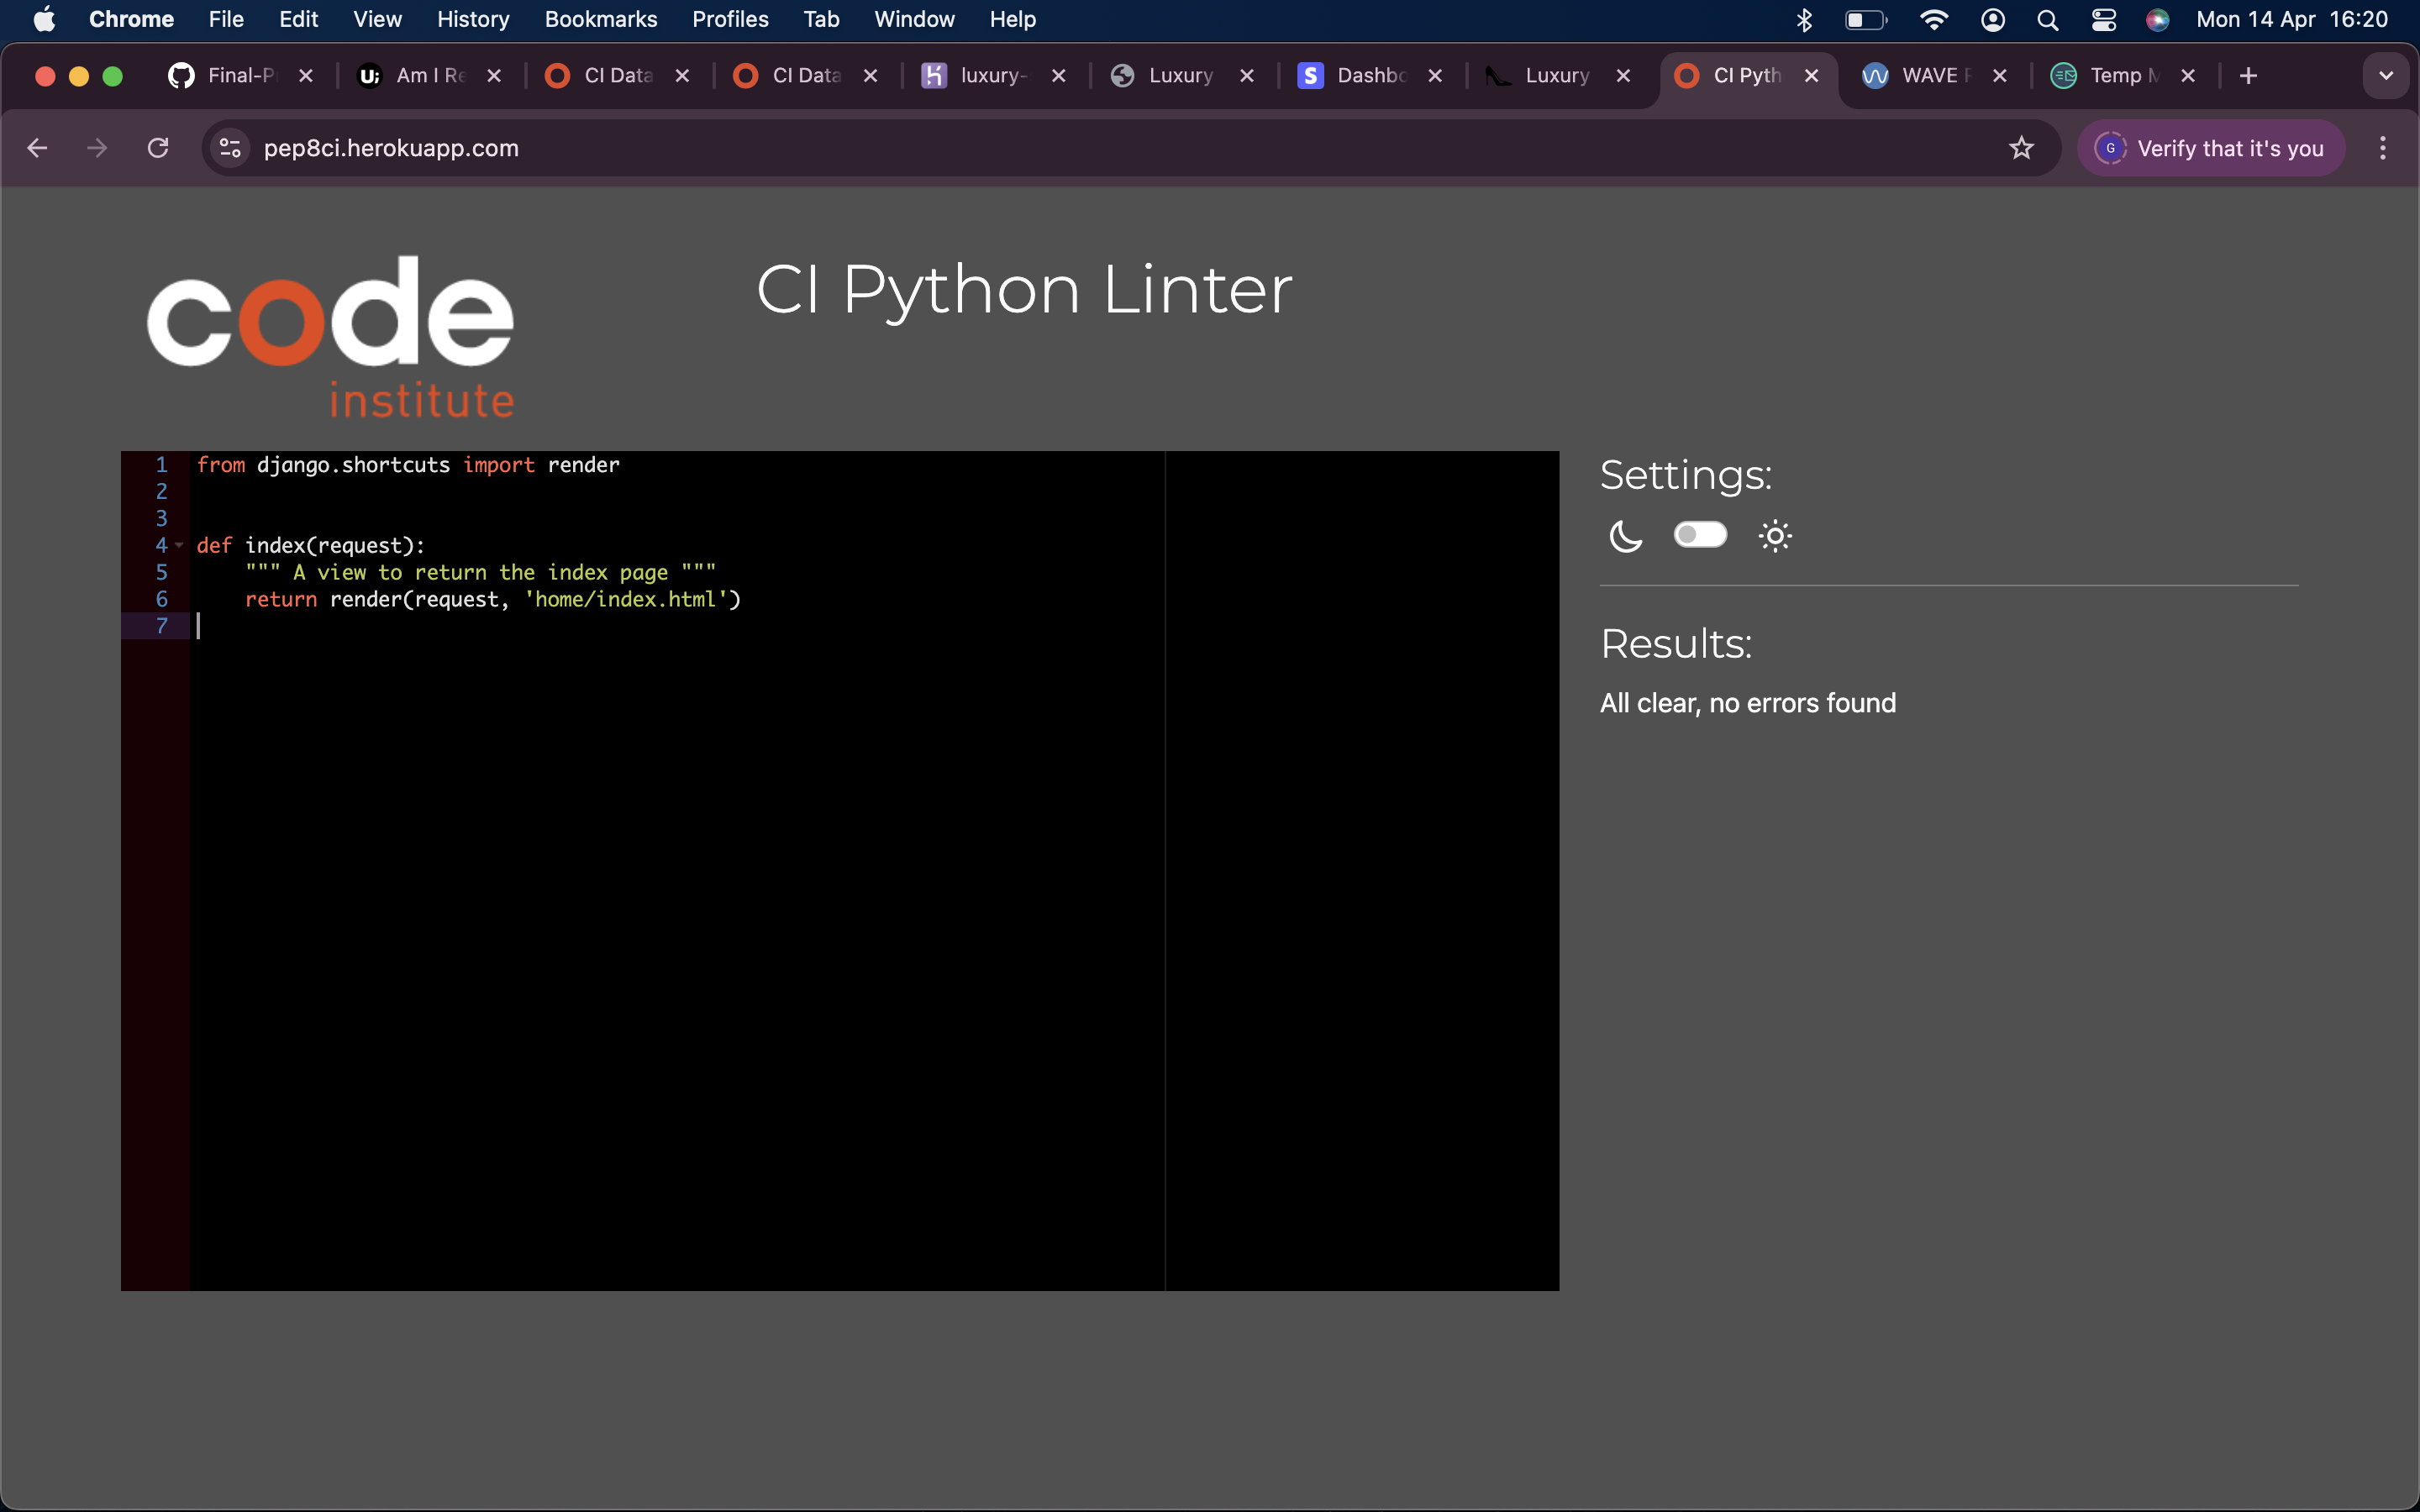 Chrome File Edit View History Bookmarks Profiles Tab Window Help Mon 14 Apr 16:20
Final-P Am I Re CI Data CI Data luxury- Luxury Dashbo Luxury CI Pyth WAVE Temp
pep8ci.herokuapp.com G Verify that it's you
code
institute
CI Python Linter
1 from django.shortcuts import render
2
3
4 def index(request):
5 """ A view to return the index page """
6 return render(request, 'home/index.html')
7
Settings:
Results:
All clear, no errors found